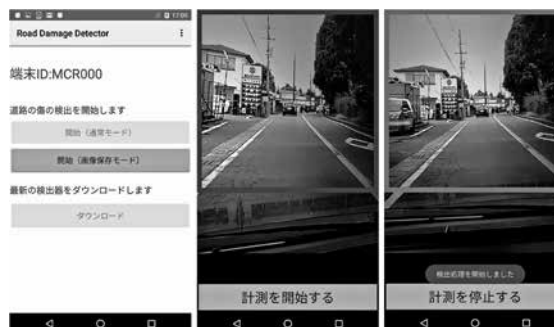 17:01
Road Damage Detector
端末ID:MCR000
道路の傷の検出を開始します
開始（通常モード）
開始（画像保存モード）
最新の検出器をダウンロードします
ダウンロード
計測を開始する
検出処理を開始しました
計測を停止する